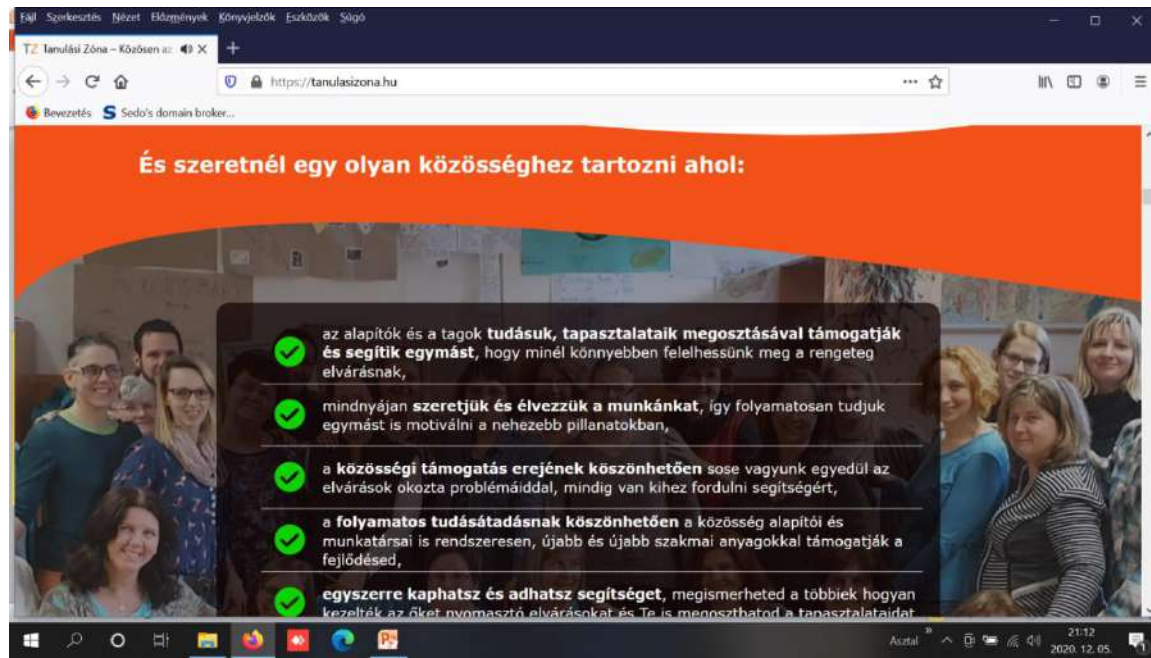 Fájl Szerkesztés Nézet Előzmények Könyvjelzők Eszközök Súgó
TZ Tanulási Zóna – Közösen az
https://tanulasizona.hu
Bevezetés S Sedo's domain broker...
És szeretnél egy olyan közösséghez tartozni ahol:
az alapítók és a tagok tudásuk, tapasztalataik megosztásával támogatják
és segítik egymást, hogy minél könnyebben felelhessünk meg a rengeteg
elvárásnak,
mindnyájan szeretjük és élvezzük a munkánkat, így folyamatosan tudjuk
egymást is motiválni a nehezebb pillanatokban,
a közösségi támogatás erejének köszönhetően sose vagyunk egyedül az
elvárások okozta problémáiddal, mindig van kihez fordulni segítségért,
a folyamatos tudásátadásnak köszönhetően a közösség alapítói és
munkatársai is rendszeresen, újabb és újabb szakmai anyagokkal támogatják a
fejlődésed,
egyszerre kaphatsz és adhatsz segítséget, megismerheted a többiek hogyan
kezelték az őket nyomasztó elvárásokat és Te is megoszthatod a tapasztalataidat
Asztal
21:12
2020. 12. 05.